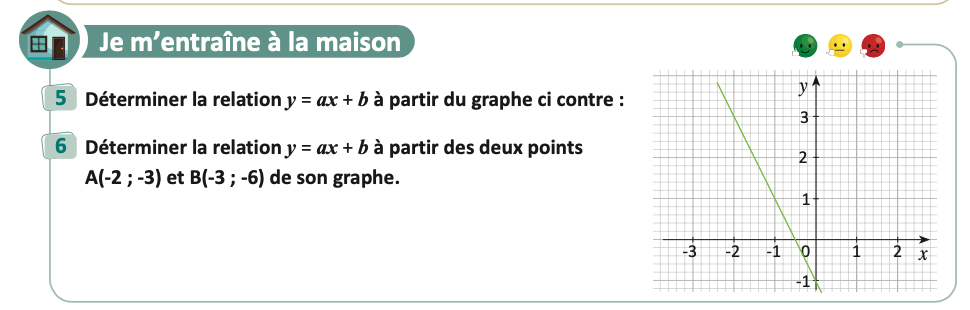 Je m’entraîne à la maison
5 Déterminer la relation y = ax + b à partir du graphe ci contre :
6 Déterminer la relation y = ax + b à partir des deux points
A(-2 ; -3) et B(-3 ; -6) de son graphe.
y
3
2
1
-3 -2 -1 0 1 2 x
-1